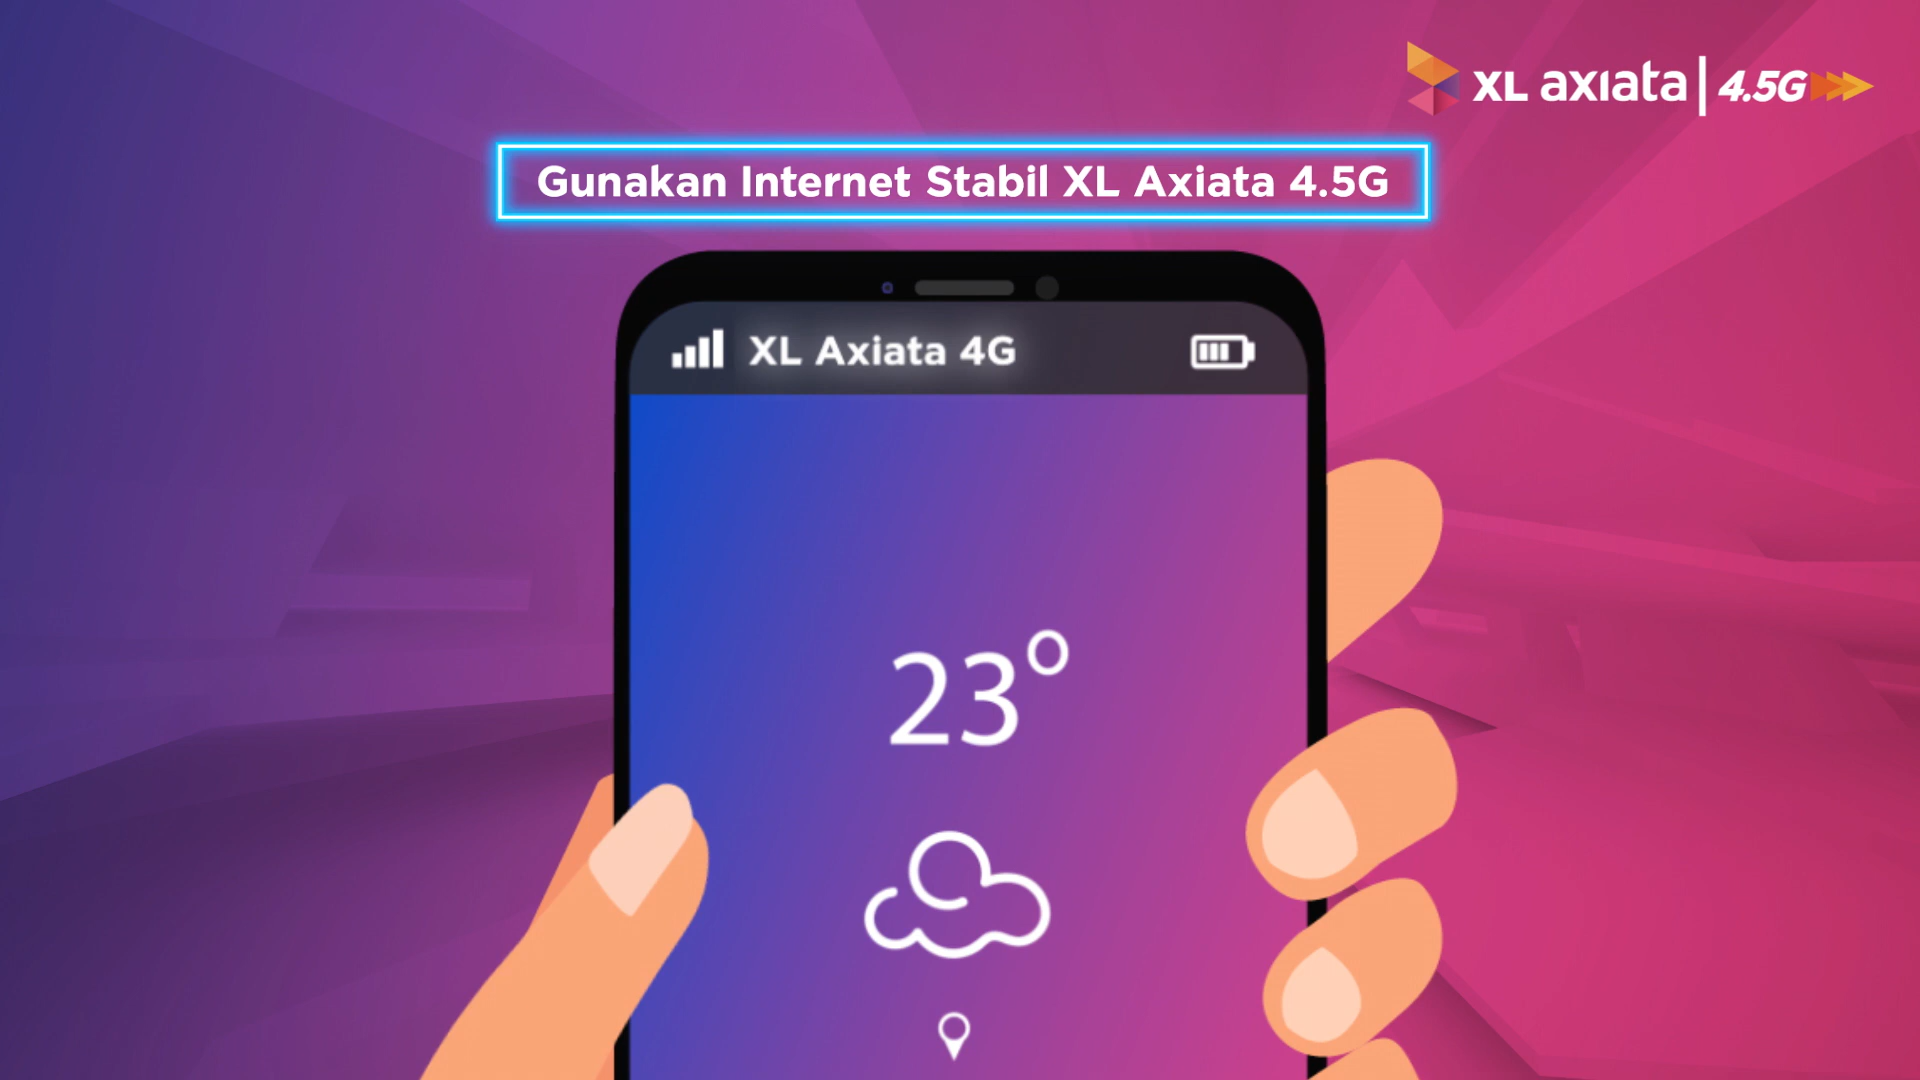 XL axiata | 4.5G
Gunakan Internet Stabil XL Axiata 4.5G
XL Axiata 4G
23°